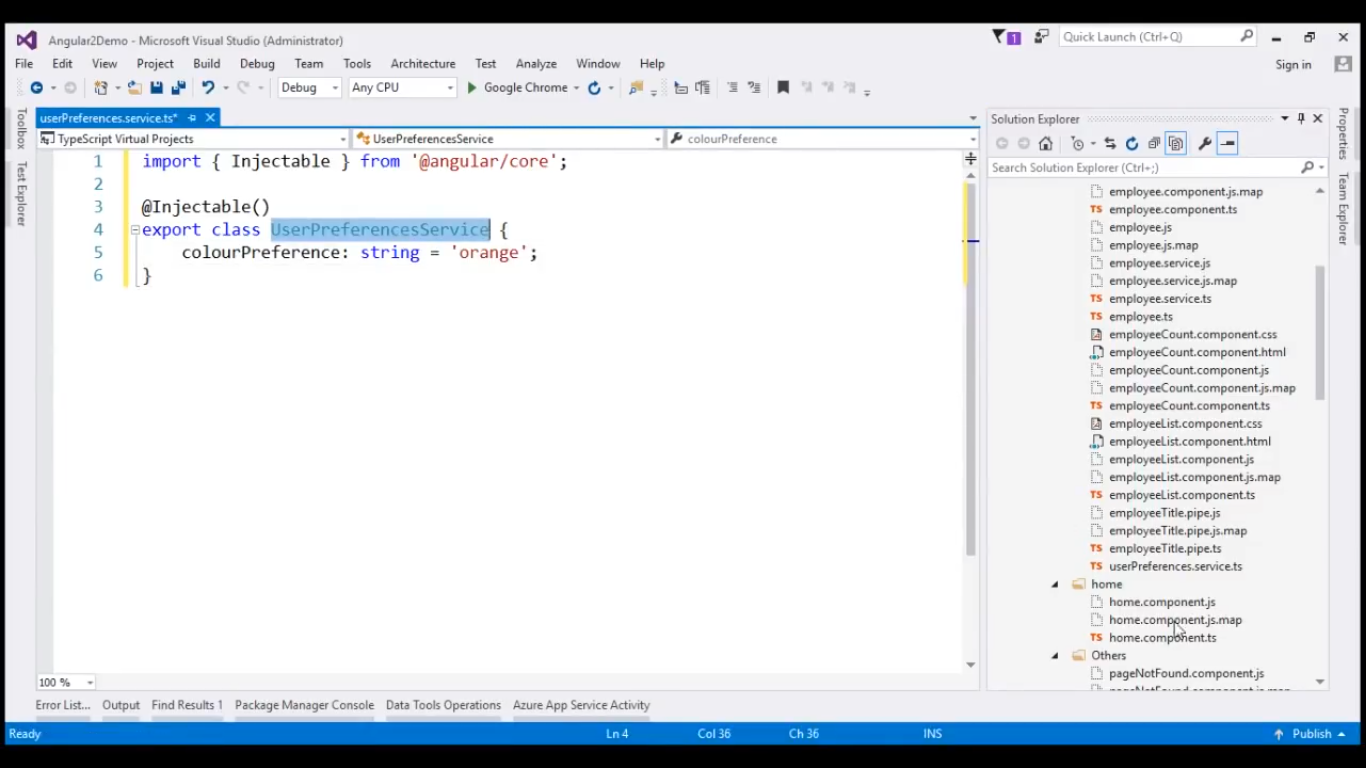 Angular2Demo - Microsoft Visual Studio (Administrator)
1
Quick Launch (Ctrl+Q)
File Edit View Project Build Debug Team Tools Architecture Test Analyze Window Help
Sign in
Debug Any CPU Google Chrome
Toolbox
Test Explorer
userPreferences.service.ts*
TypeScript Virtual Projects UserPreferencesService colourPreference
1 import { Injectable } from '@angular/core';
2
3 @Injectable()
4 export class UserPreferencesService {
5 colourPreference: string = 'orange';
6 }
100 %
Solution Explorer
Search Solution Explorer (Ctrl+;)
employee.component.js.map
employee.component.ts
employee.js
employee.js.map
employee.service.js
employee.service.js.map
employee.service.ts
employee.ts
employeeCount.component.css
employeeCount.component.html
employeeCount.component.js
employeeCount.component.js.map
employeeCount.component.ts
employeeList.component.css
employeeList.component.html
employeeList.component.js
employeeList.component.js.map
employeeList.component.ts
employeeTitle.pipe.js
employeeTitle.pipe.js.map
employeeTitle.pipe.ts
userPreferences.service.ts
home
home.component.js
home.component.js.map
home.component.ts
Others
pageNotFound.component.js
Properties
Team Explorer
Error List... Output Find Results 1 Package Manager Console Data Tools Operations Azure App Service Activity
Ready Ln 4 Col 36 Ch 36 INS Publish